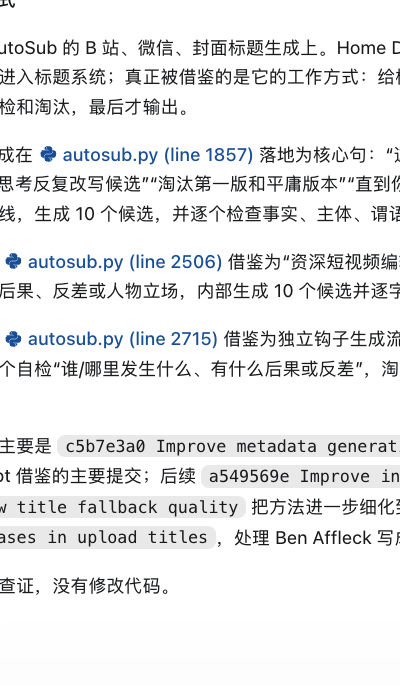 式
utoSub 的 B 站、微信、封面标题生成上。Home D
进入标题系统；真正被借鉴的是它的工作方式：给模
检和淘汰，最后才输出。
成在 autosub.py (line 1857) 落地为核心句：“
思考反复改写候选”“淘汰第一版和平庸版本”“直到你
线，生成 10 个候选，并逐个检查事实、主体、谓语
autosub.py (line 2506) 借鉴为“资深短视频编
后果、反差或人物立场，内部生成 10 个候选并逐字
autosub.py (line 2715) 借鉴为独立钩子生成流
个自检“谁/哪里发生什么、有什么后果或反差”，淘
主要是 c5b7e3a0 Improve metadata generati
pt 借鉴的主要提交；后续 a549569e Improve in
w title fallback quality 把方法进一步细化
ases in upload titles，处理 Ben Affleck 写
查证，没有修改代码。